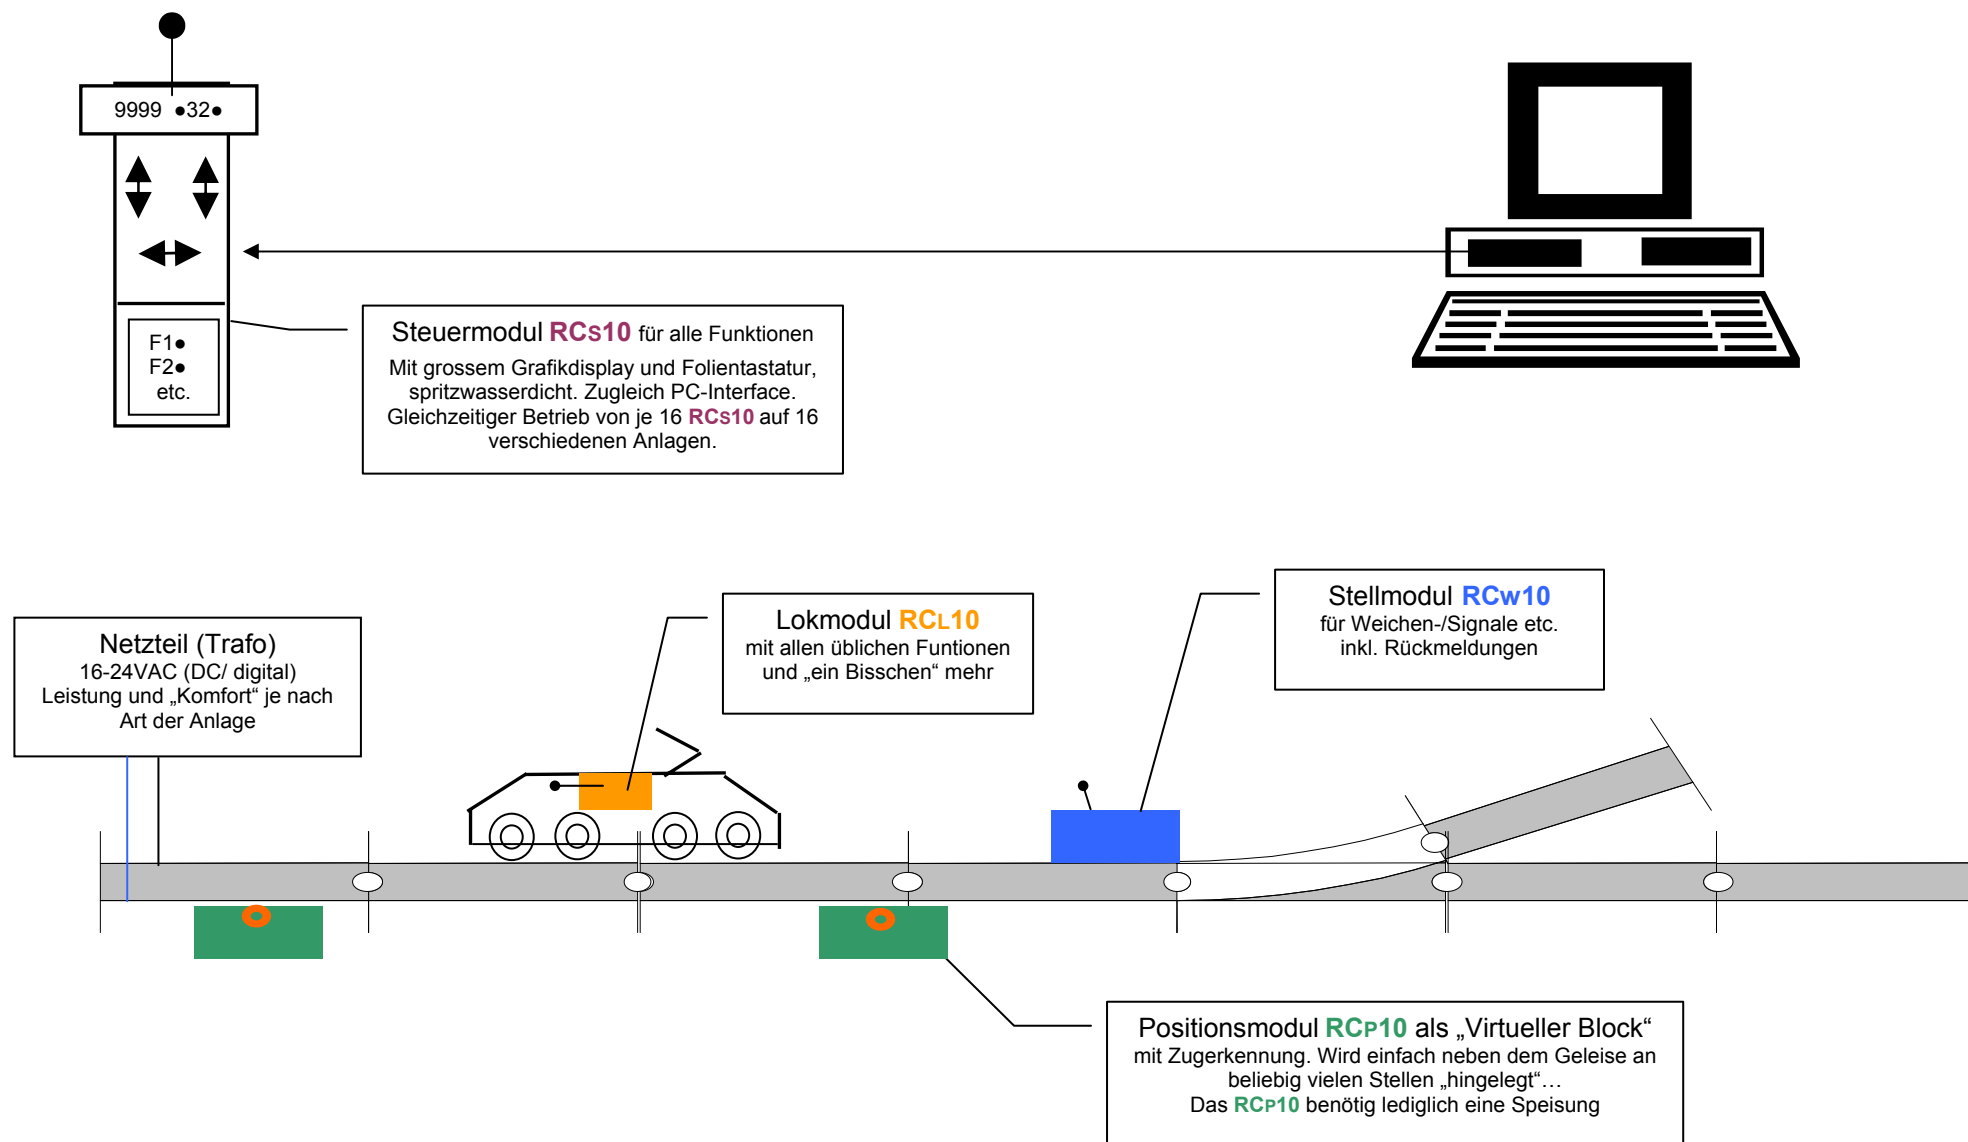 9999 ●32●
F1●
F2●
etc.
Steuermodul RCS10 für alle Funktionen
Mit grossem Grafikdisplay und Folientastatur,
spritzwasserdicht. Zugleich PC-Interface.
Gleichzeitiger Betrieb von je 16 RCS10 auf 16
verschiedenen Anlagen.
Netzteil (Trafo)
16-24VAC (DC/ digital)
Leistung und „Komfort“ je nach
Art der Anlage
Lokmodul RCL10
mit allen üblichen Funtionen
und „ein Bisschen“ mehr
Stellmodul RCW10
für Weichen-/Signale etc.
inkl. Rückmeldungen
Positionsmodul RCP10 als „Virtueller Block“
mit Zugerkennung. Wird einfach neben dem Geleise an
beliebig vielen Stellen „hingelegt“…
Das RCP10 benötig lediglich eine Speisung